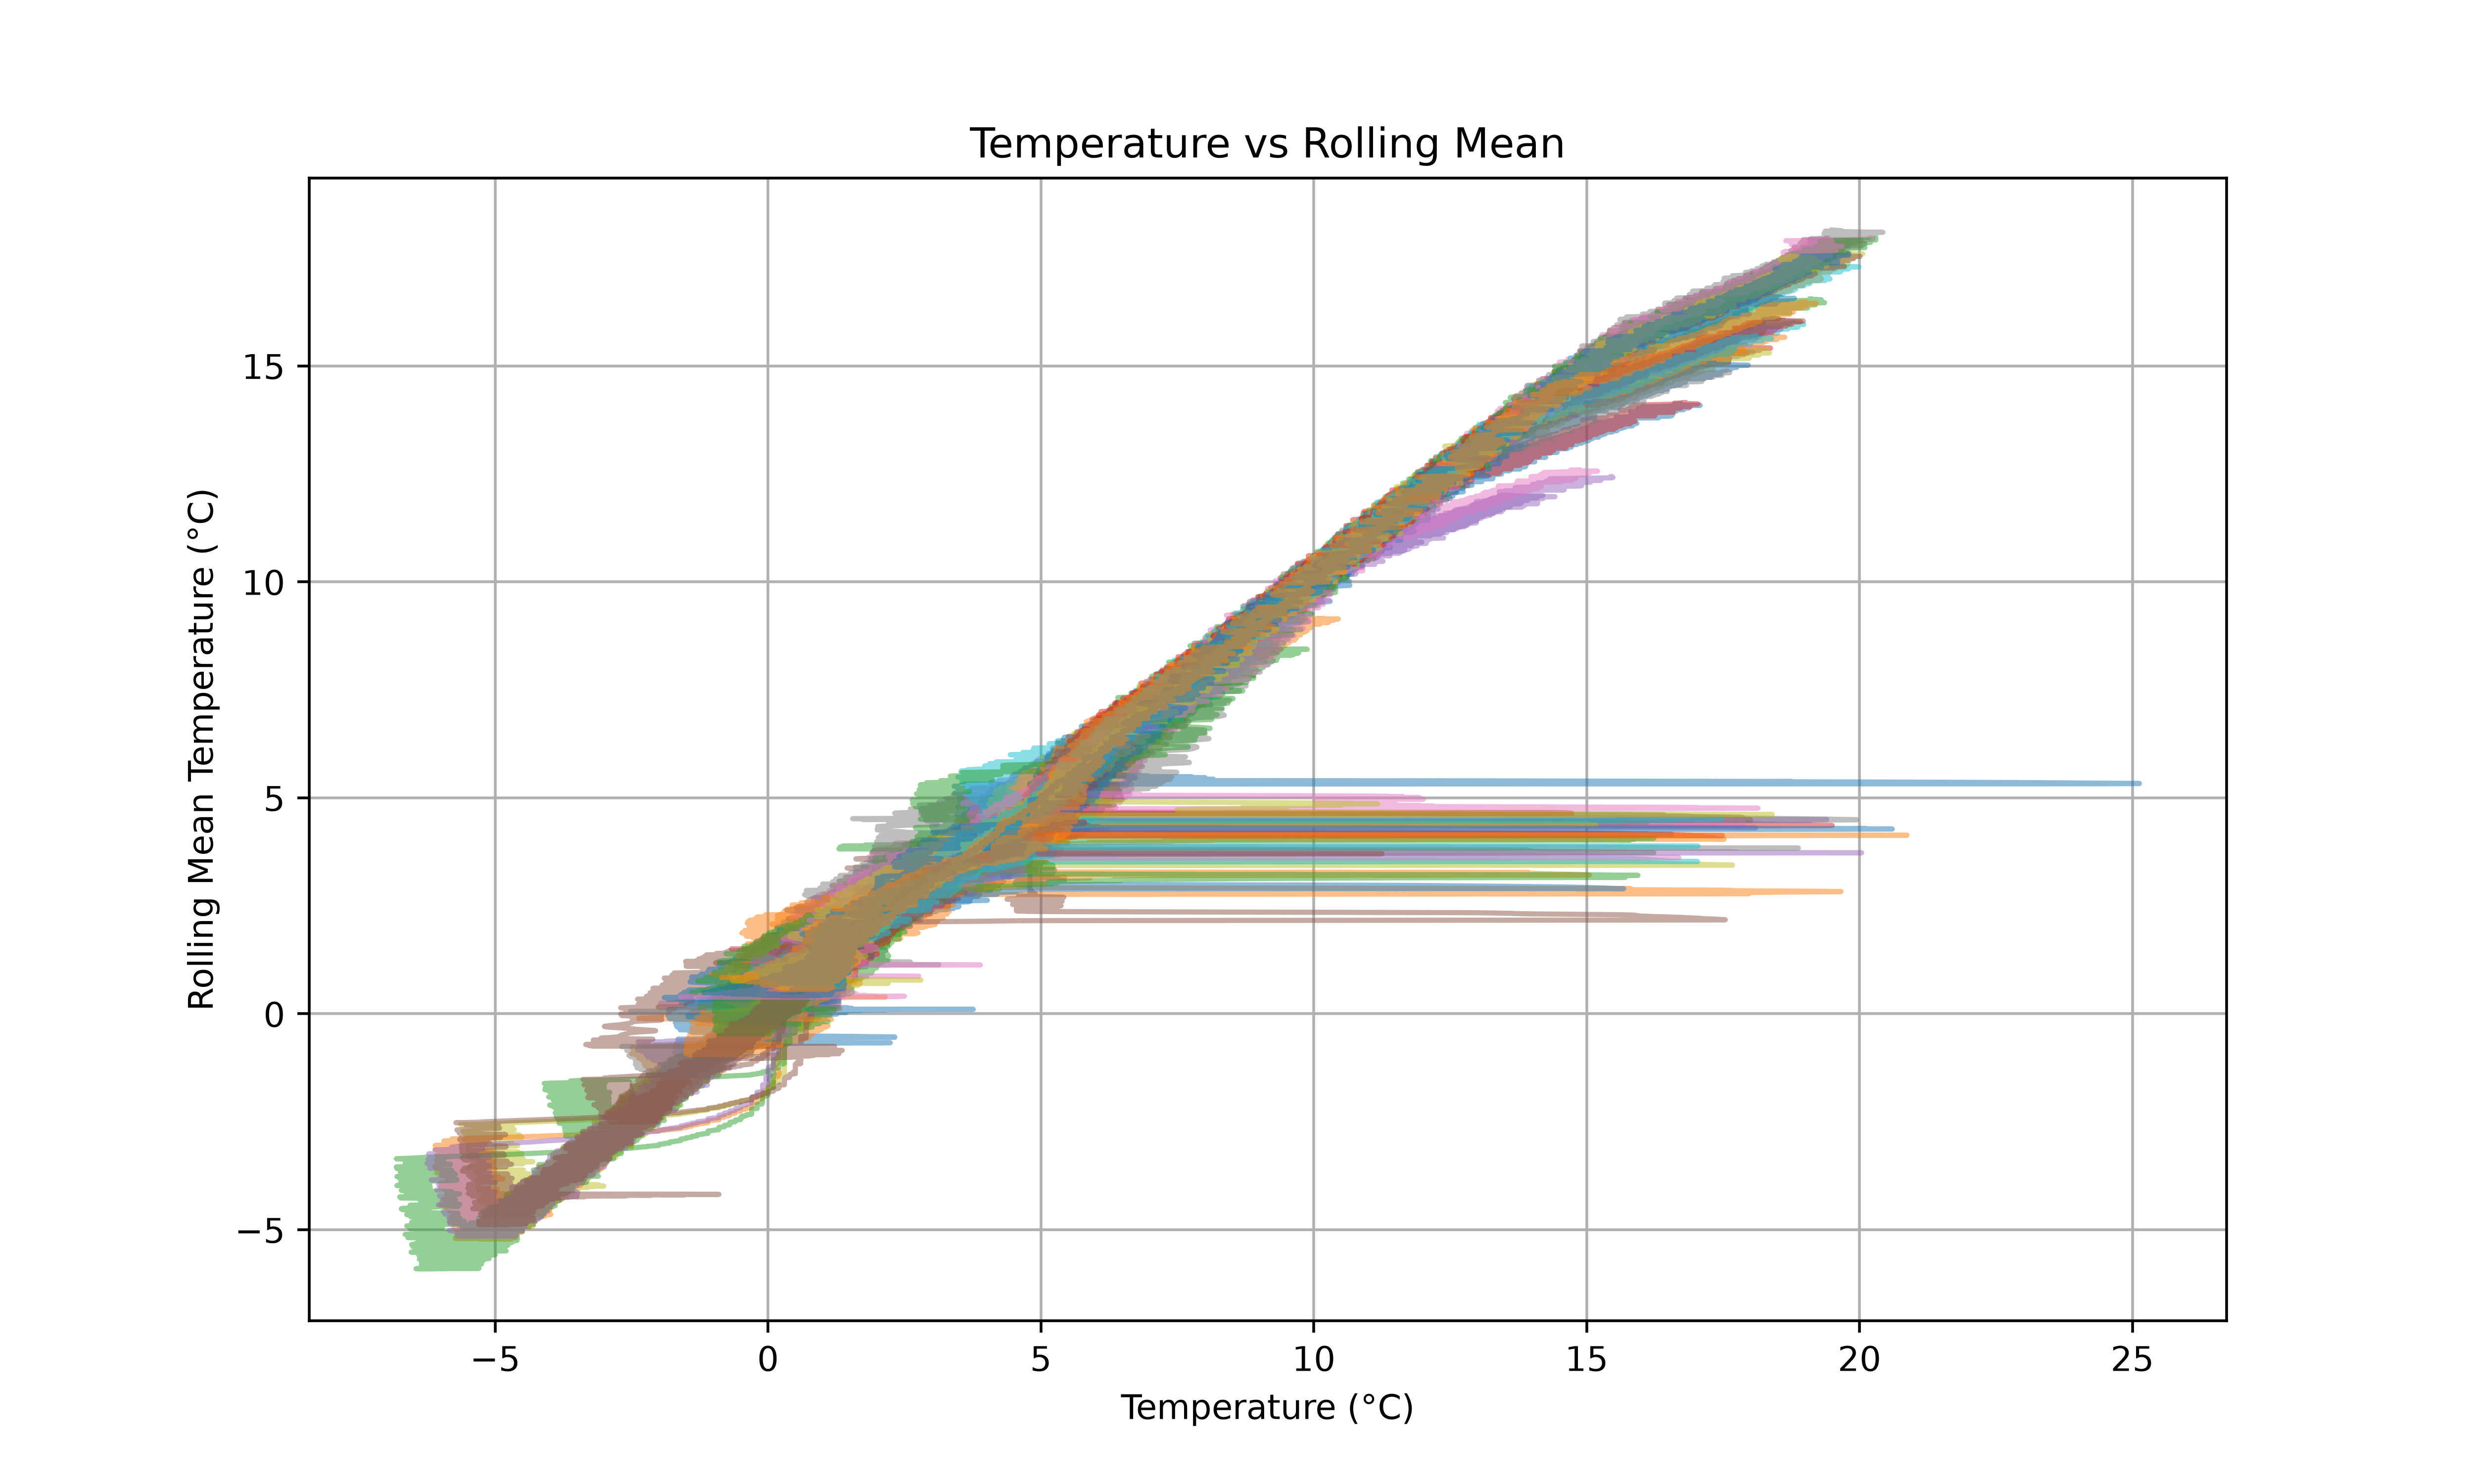 Temperature vs Rolling Mean
Rolling Mean Temperature (°C)
15
10
5
0
−5
−5 0 5 10 15 20 25
Temperature (°C)